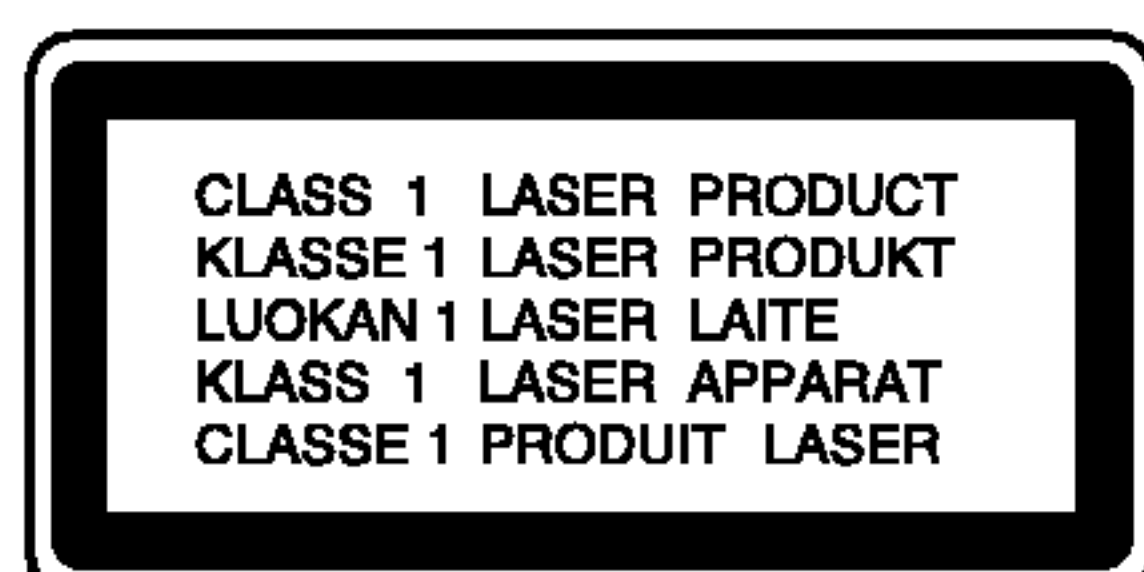 CLASS 1 LASER PRODUCT
KLASSE 1 LASER PRODUKT
LUOKAN 1 LASER LAITE
KLASS 1 LASER APPARAT
CLASSE 1 PRODUIT LASER